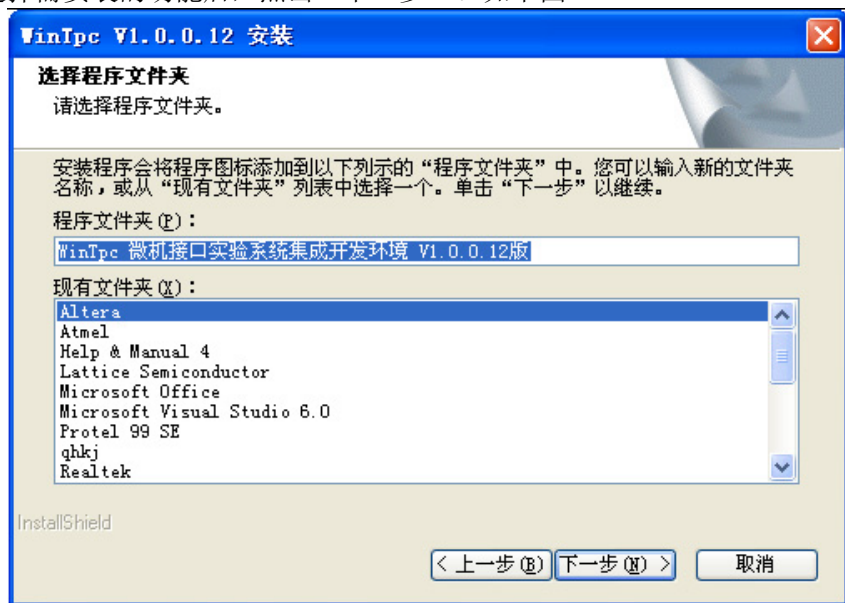 WinTpc V1.0.0.12 安装
选择程序文件夹
请选择程序文件夹。
安装程序会将程序图标添加到以下列示的“程序文件夹”中。您可以输入新的文件夹
名称，或从“现有文件夹”列表中选择一个。单击“下一步”以继续。
程序文件夹(P)：
WinTpc 微机接口实验系统集成开发环境 V1.0.0.12版
现有文件夹(X)：
Altera
Atmel
Help & Manual 4
Lattice Semiconductor
Microsoft Office
Microsoft Visual Studio 6.0
Protel 99 SE
qhkj
Realtek
InstallShield
< 上一步(B) 下一步(N) > 取消